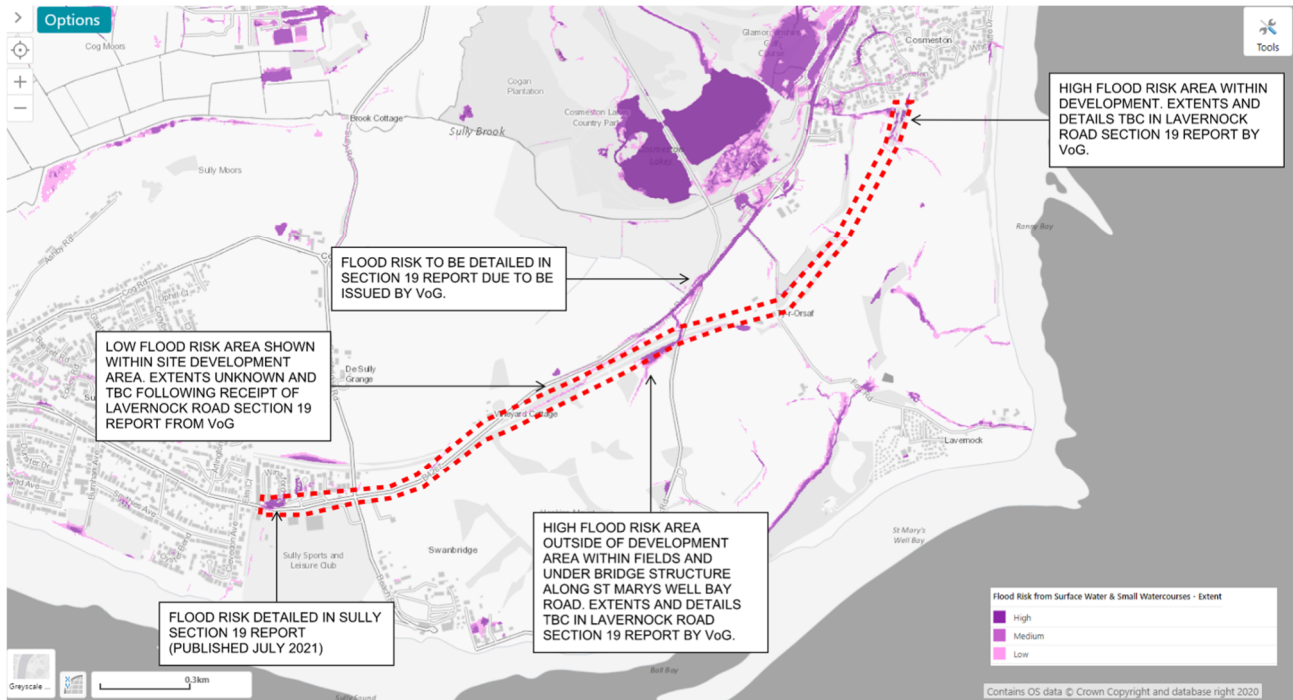 Options
Tools
Cog Moors
Cogan
Plantation
Cosmeston
Brook Cottage
Sully Brook
Country Park
Sully Moors
Ranny Bay
HIGH FLOOD RISK AREA WITHIN
DEVELOPMENT. EXTENTS AND
DETAILS TBC IN LAVERNOCK
ROAD SECTION 19 REPORT BY
VoG.
FLOOD RISK TO BE DETAILED IN
SECTION 19 REPORT DUE TO BE
ISSUED BY VoG.
LOW FLOOD RISK AREA SHOWN
WITHIN SITE DEVELOPMENT
AREA. EXTENTS UNKNOWN AND
TBC FOLLOWING RECEIPT OF
LAVERNOCK ROAD SECTION 19
REPORT FROM VoG
De Sully
Grange
Cottage
Lavernock
HIGH FLOOD RISK AREA
OUTSIDE OF DEVELOPMENT
AREA WITHIN FIELDS AND
UNDER BRIDGE STRUCTURE
ALONG ST MARYS WELL BAY
ROAD. EXTENTS AND DETAILS
TBC IN LAVERNOCK ROAD
SECTION 19 REPORT BY VoG.
St Mary's
Well Bay
Swanbridge
Sully Sports and
Leisure Club
FLOOD RISK DETAILED IN SULLY
SECTION 19 REPORT
(PUBLISHED JULY 2021)
Flood Risk from Surface Water & Small Watercourses - Extent
High
Medium
Low
Greyscale ...
0.3km
Ball Bay
Sully Sound
Contains OS data © Crown Copyright and database right 2020